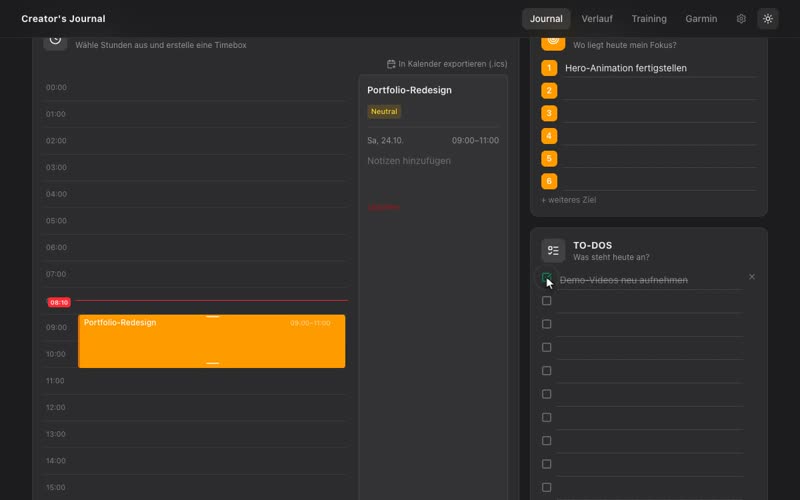 Creator's Journal
Journal
Verlauf
Training
Garmin
Wähle Stunden aus und erstelle eine Timebox
In Kalender exportieren (.ics)
00:00
01:00
02:00
03:00
04:00
05:00
06:00
07:00
08:10
09:00
10:00
11:00
12:00
13:00
14:00
15:00
Portfolio-Redesign
09:00–11:00
Portfolio-Redesign
Neutral
Sa, 24.10.
09:00–11:00
Notizen hinzufügen
Wo liegt heute mein Fokus?
1 Hero-Animation fertigstellen
2
3
4
5
6
+ weiteres Ziel
TO-DOS
Was steht heute an?
Demo-Videos neu aufnehmen